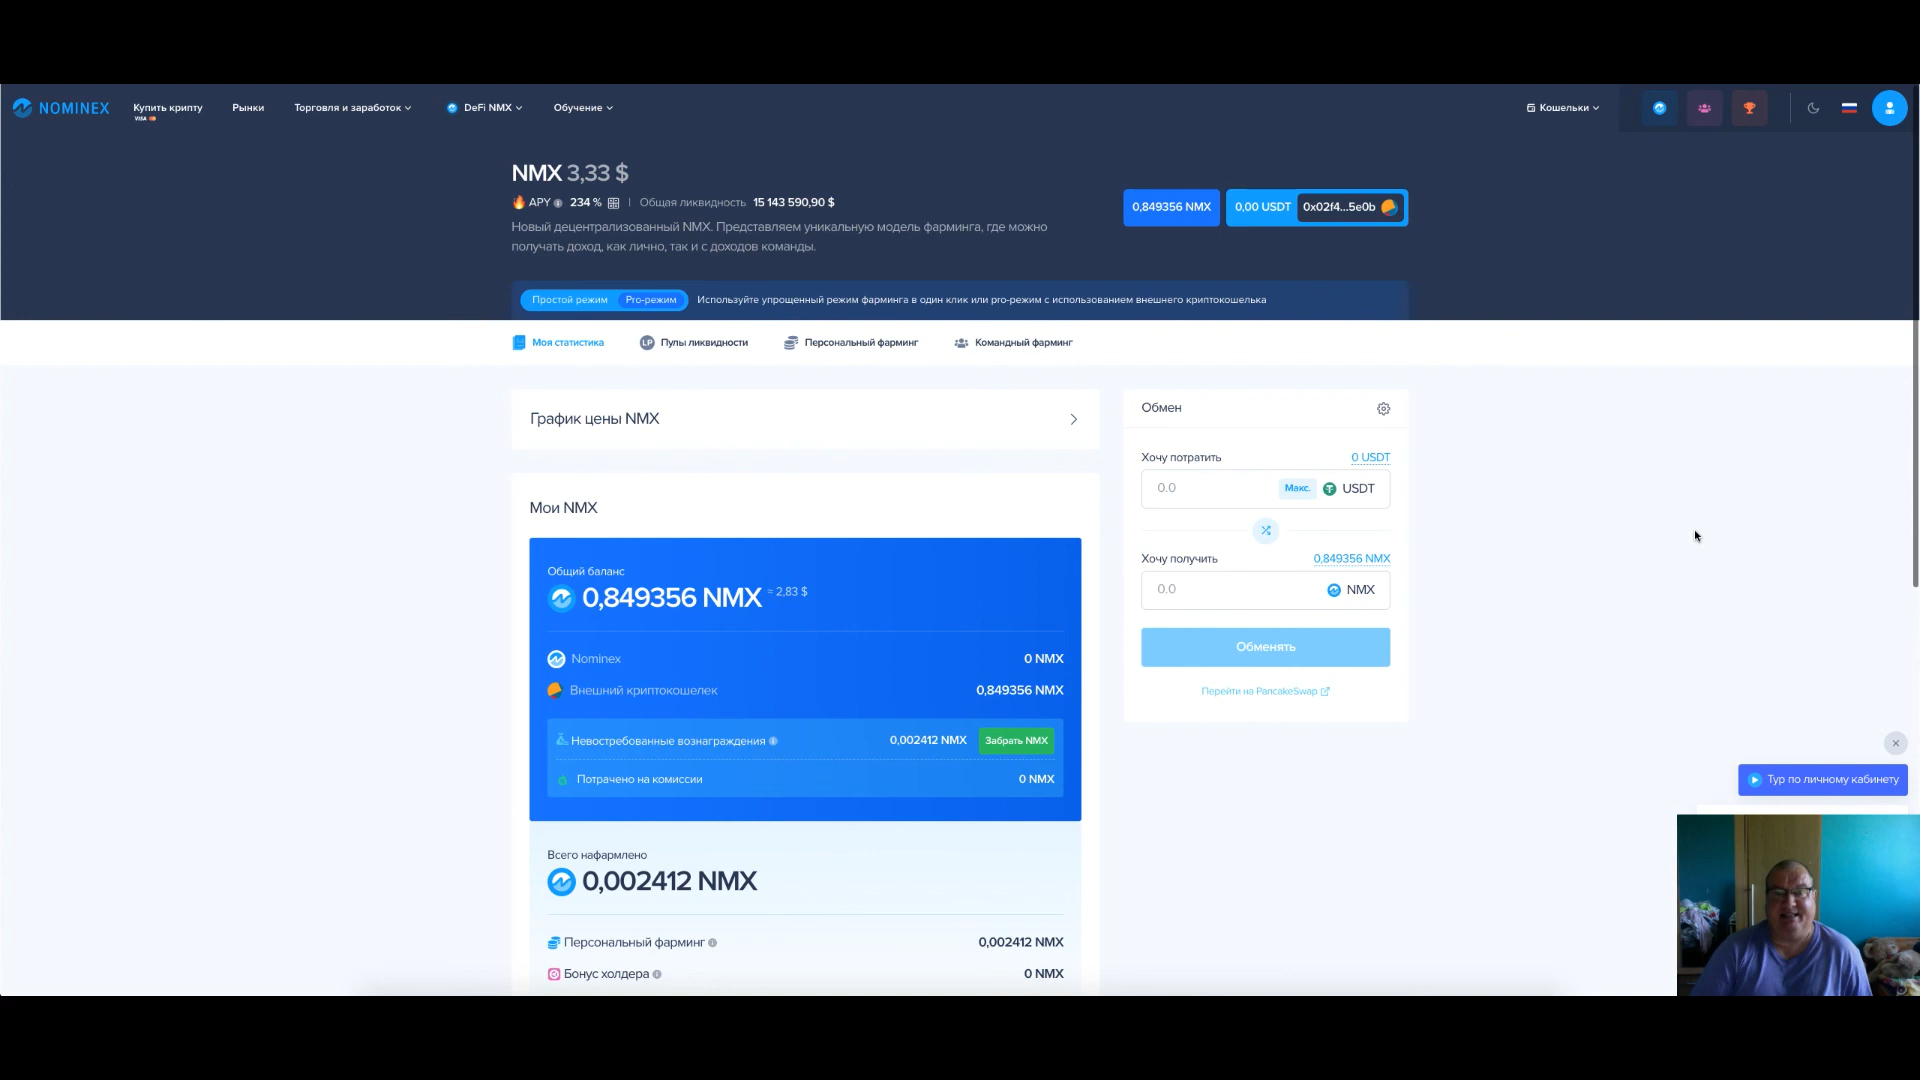 NOMINEX
Купить крипту
VISA
Рынки
Торговля и заработок
DeFi NMX
Обучение
Кошельки
NMX 3,33 $
APY 234 % | Общая ликвидность 15 143 590,90 $
Новый децентрализованный NMX. Представляем уникальную модель фарминга, где можно
получать доход, как лично, так и с доходов команды.
0,849356 NMX
0,00 USDT
0x02f4...5e0b
Простой режим
Pro-режим
Используйте упрощенный режим фарминга в один клик или pro-режим с использованием внешнего криптокошелька
Моя статистика
LP Пулы ликвидности
Персональный фарминг
Командный фарминг
График цены NMX
Мои NMX
Общий баланс
0,849356 NMX ≈ 2,83 $
Nominex 0 NMX
Внешний криптокошелек 0,849356 NMX
Невостребованные вознаграждения 0,002412 NMX Забрать NMX
Потрачено на комиссии 0 NMX
Всего нафармлено
0,002412 NMX
Персональный фарминг 0,002412 NMX
Бонус холдера 0 NMX
Обмен
Хочу потратить 0 USDT
0.0 Макс. USDT
Хочу получить 0,849356 NMX
0.0 NMX
Обменять
Перейти на PancakeSwap
Тур по личному кабинету